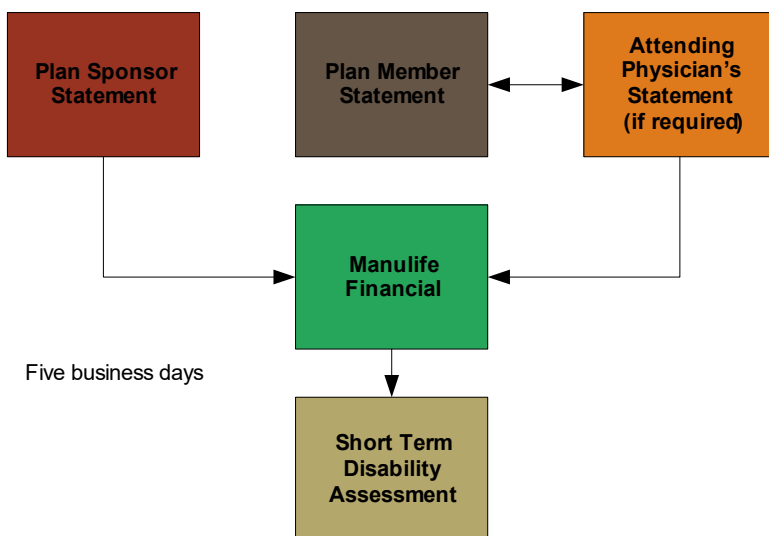 Plan Sponsor
Statement
Plan Member
Statement
Attending
Physician’s
Statement
(if required)
Manulife
Financial
Five business days
Short Term
Disability
Assessment